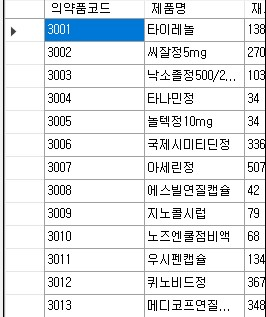 의약품코드 제품명 재
3001 타이레놀 138
3002 씨잘정5mg 270
3003 낙소졸정500/2... 103
3004 타나민정 34
3005 놀텍정10mg 34
3006 국제시미티딘정 336
3007 아세린정 507
3008 에스빌연질캡슐 42
3009 지노콜시럽 79
3010 노즈엔쿨점비액 68
3011 우시펜캡슐 134
3012 퀴노비드정 367
3013 메디코프연질... 348